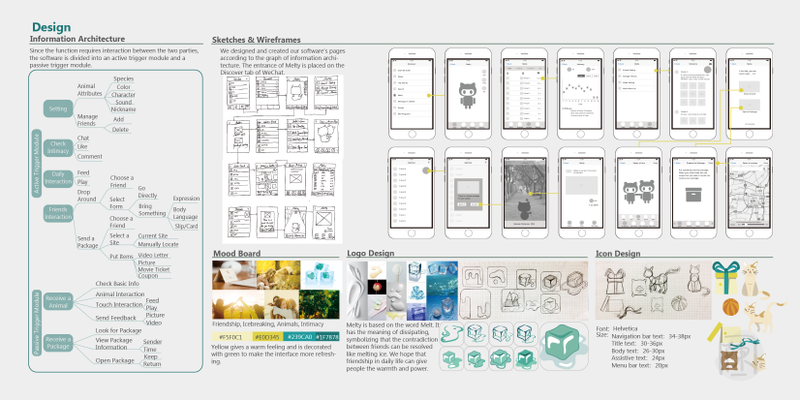 Design
Information Architecture
Since the function requires interaction between the two parties,
the software is divided into an active trigger module and a
passive trigger module.
Active Trigger Module
Setting
Animal
Attributes
Species
Color
Character
Sound
Nickname
Manage
Friends
Add
Delete
Check
Intimacy
Chat
Like
Comment
Daily
Interaction
Feed
Play
Friends
Interaction
Drop
Around
Choose a
Friend
Select
Form
Go
Directly
Bring
Something
Expression
Body
Language
Slip/Card
Send a
Package
Choose a
Friend
Select a
Site
Current Site
Manually Locate
Put Items
Video Letter
Picture
Movie Ticket
Coupon
Passive Trigger Module
Receive a
Animal
Check Basic Info
Animal Interaction
Touch Interaction
Feed
Play
Send Feedback
Picture
Video
Receive a
Package
Look for Package
View Package
Information
Sender
Time
Open Package
Keep
Return
Sketches & Wireframes
We designed and created our software's pages
according to the graph of information archi-
tecture. The entrance of Melty is placed on the
Discover tab of WeChat.
Mood Board
Friendship, Icebreaking, Animals, Intimacy
#F5F0C1
#E0D345
#239CA0
#1F7B78
Yellow gives a warm feeling and is decorated
with green to make the interface more refresh-
ing.
Logo Design
Melty is based on the word Melt. It
has the meaning of dissipating,
symbolizing that the contradiction
between friends can be resolved
like melting ice. We hope that
friendship in daily life can give
people the warmth and power.
Icon Design
Font: Helvetica
Size: Navigation bar text: 34-38px
Title text: 30-36px
Body text: 26-30px
Assistive text: 24px
Menu bar text: 20px